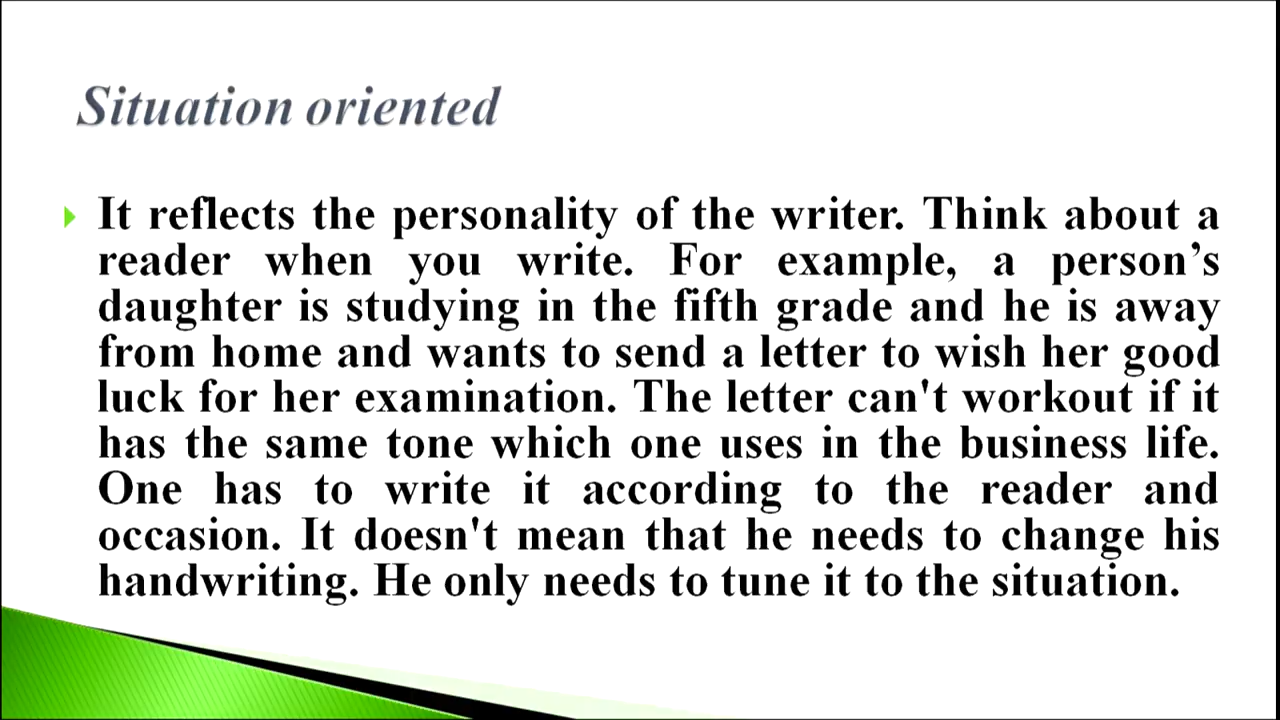 Situation oriented
It reflects the personality of the writer. Think about a
reader when you write. For example, a person’s
daughter is studying in the fifth grade and he is away
from home and wants to send a letter to wish her good
luck for her examination. The letter can't workout if it
has the same tone which one uses in the business life.
One has to write it according to the reader and
occasion. It doesn't mean that he needs to change his
handwriting. He only needs to tune it to the situation.